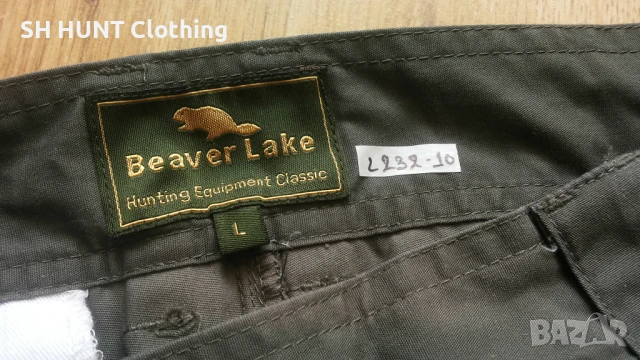 SH HUNT Clothing
Beaver Lake
Hunting Equipment Classic
L
L232-10
BAZAR